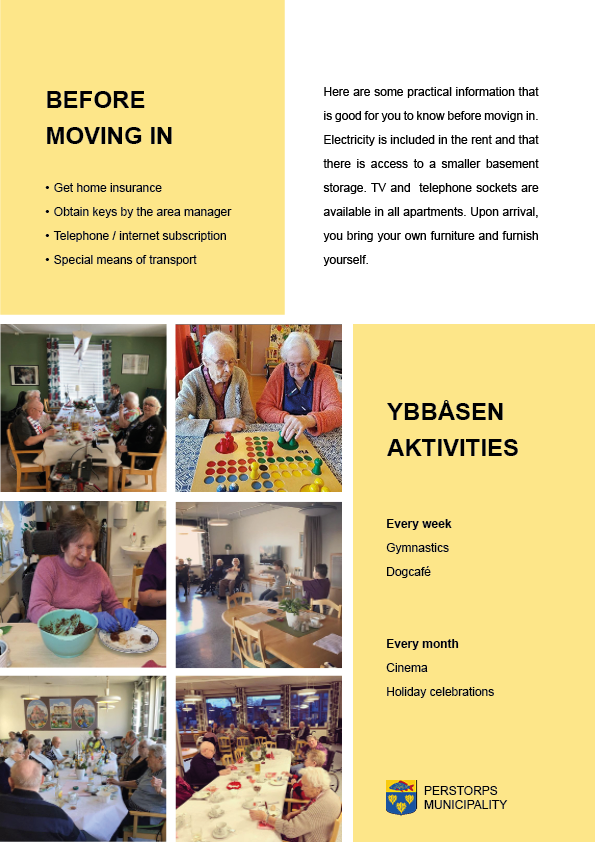 BEFORE
MOVING IN
• Get home insurance
• Obtain keys by the area manager
• Telephone / internet subscription
• Special means of transport
Here are some practical information that
is good for you to know before movign in.
Electricity is included in the rent and that
there is access to a smaller basement
storage. TV and telephone sockets are
available in all apartments. Upon arrival,
you bring your own furniture and furnish
yourself.
YBBÅSEN
AKTIVITIES
Every week
Gymnastics
Dogcafé
Every month
Cinema
Holiday celebrations
PERSTORPS
MUNICIPALITY